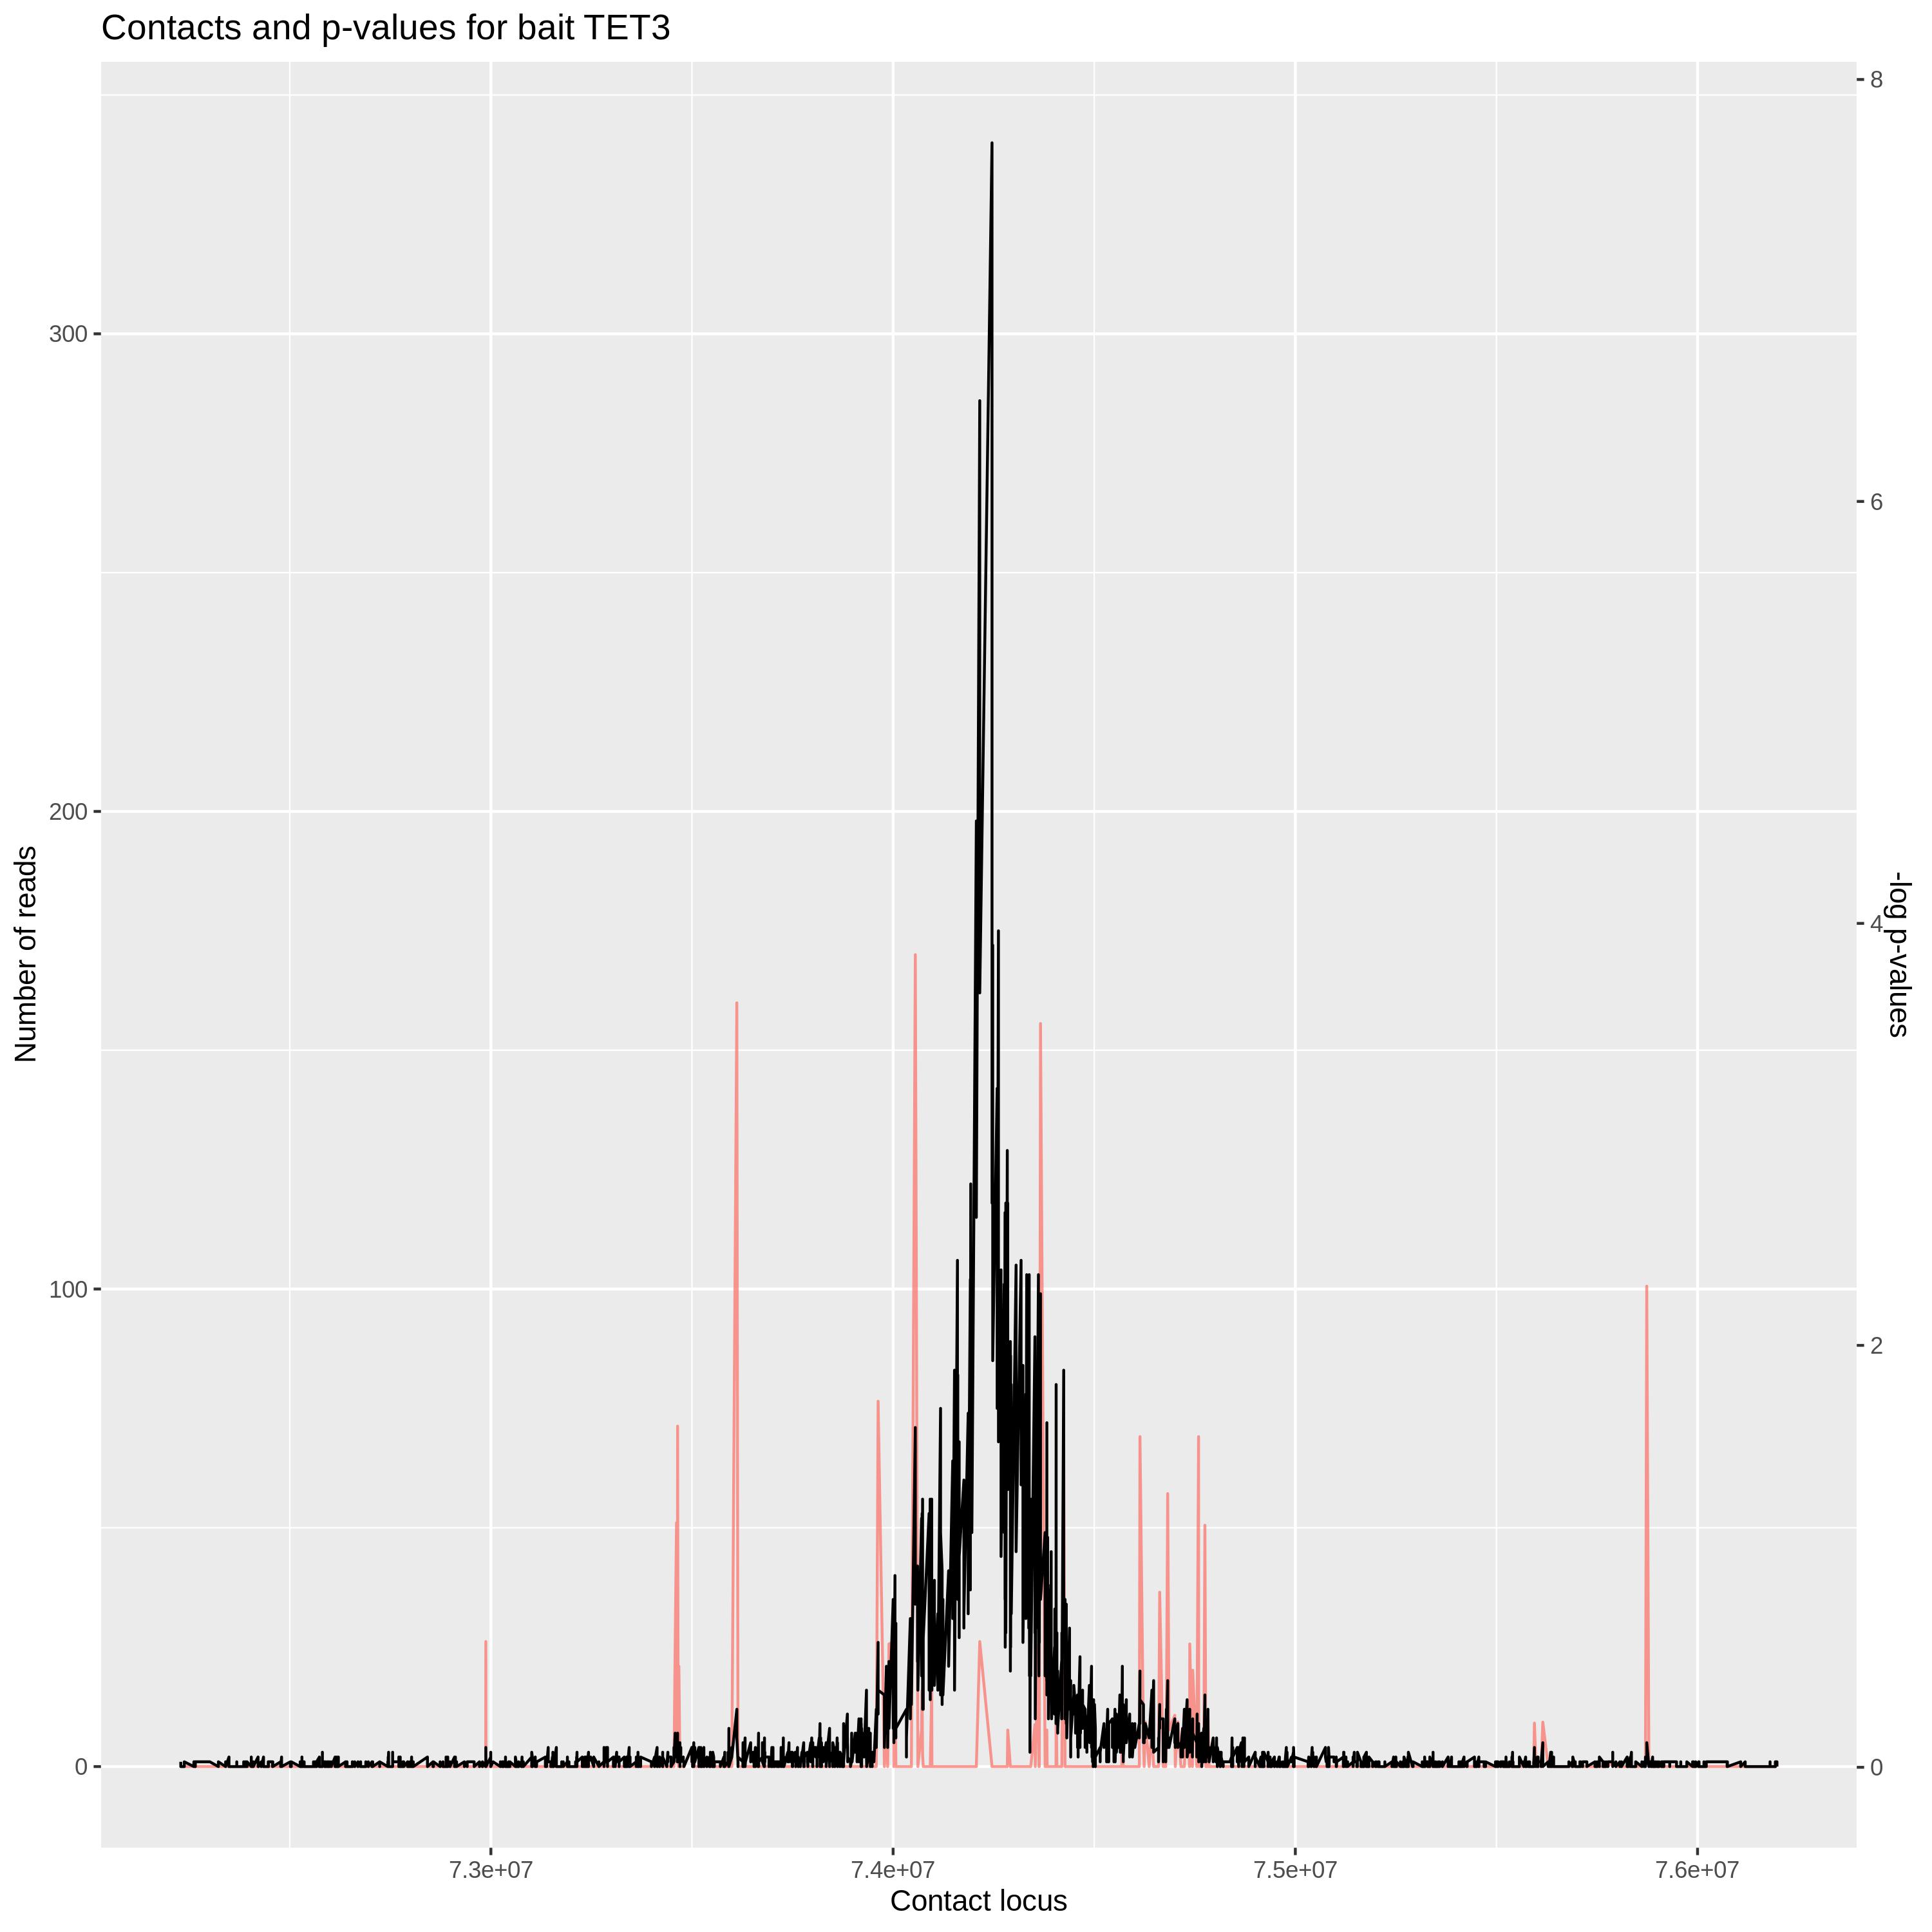 Contacts and p-values for bait TET3
8
6
4
2
0
-log p-values
300
200
100
0
Number of reads
7.3e+07 7.4e+07 7.5e+07 7.6e+07
Contact locus